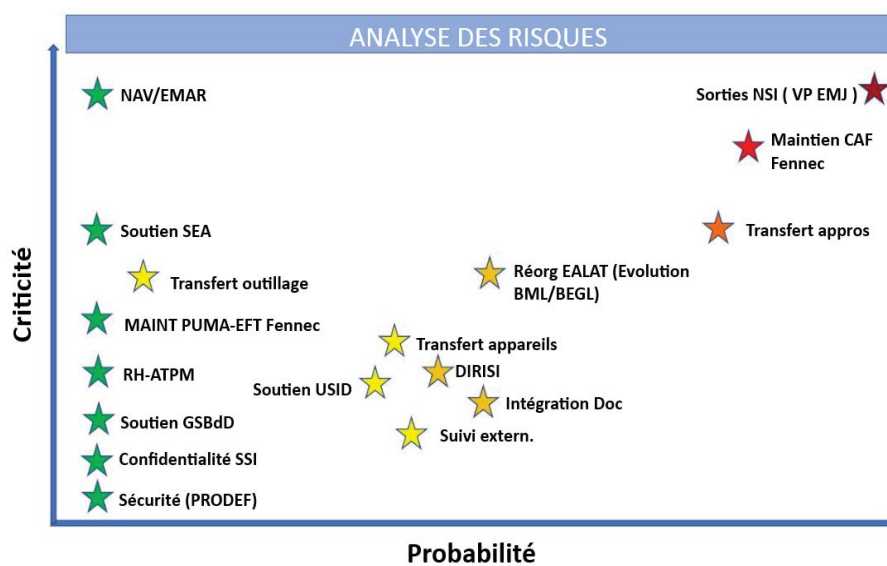 ANALYSE DES RISQUES
Criticité
NAV/EMAR
Sorties NSI ( VP EMJ )
Maintien CAF
Fennec
Soutien SEA
Transfert appros
Transfert outillage
Réorg EALAT (Evolution
BML/BEGL)
MAINT PUMA-EFT Fennec
Transfert appareils
RH-ATPM
DIRISI
Soutien USID
Intégration Doc
Soutien GSBdD
Suivi extern.
Confidentialité SSI
Sécurité (PRODEF)
Probabilité